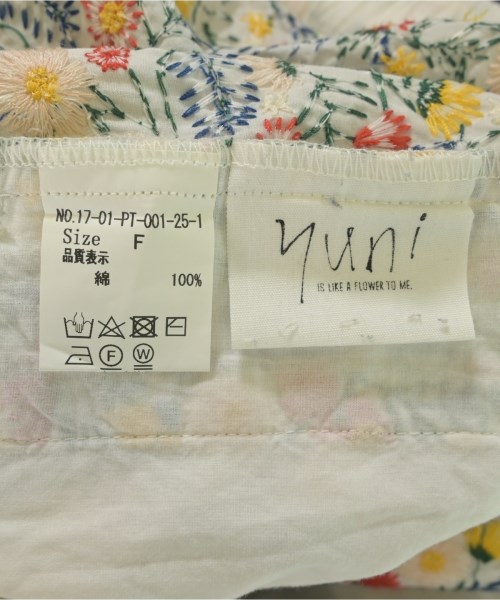 NO.17-01-PT-001-25-1
Size F
品質表示
綿 100%
F W
yuni
IS LIKE A FLOWER TO ME.